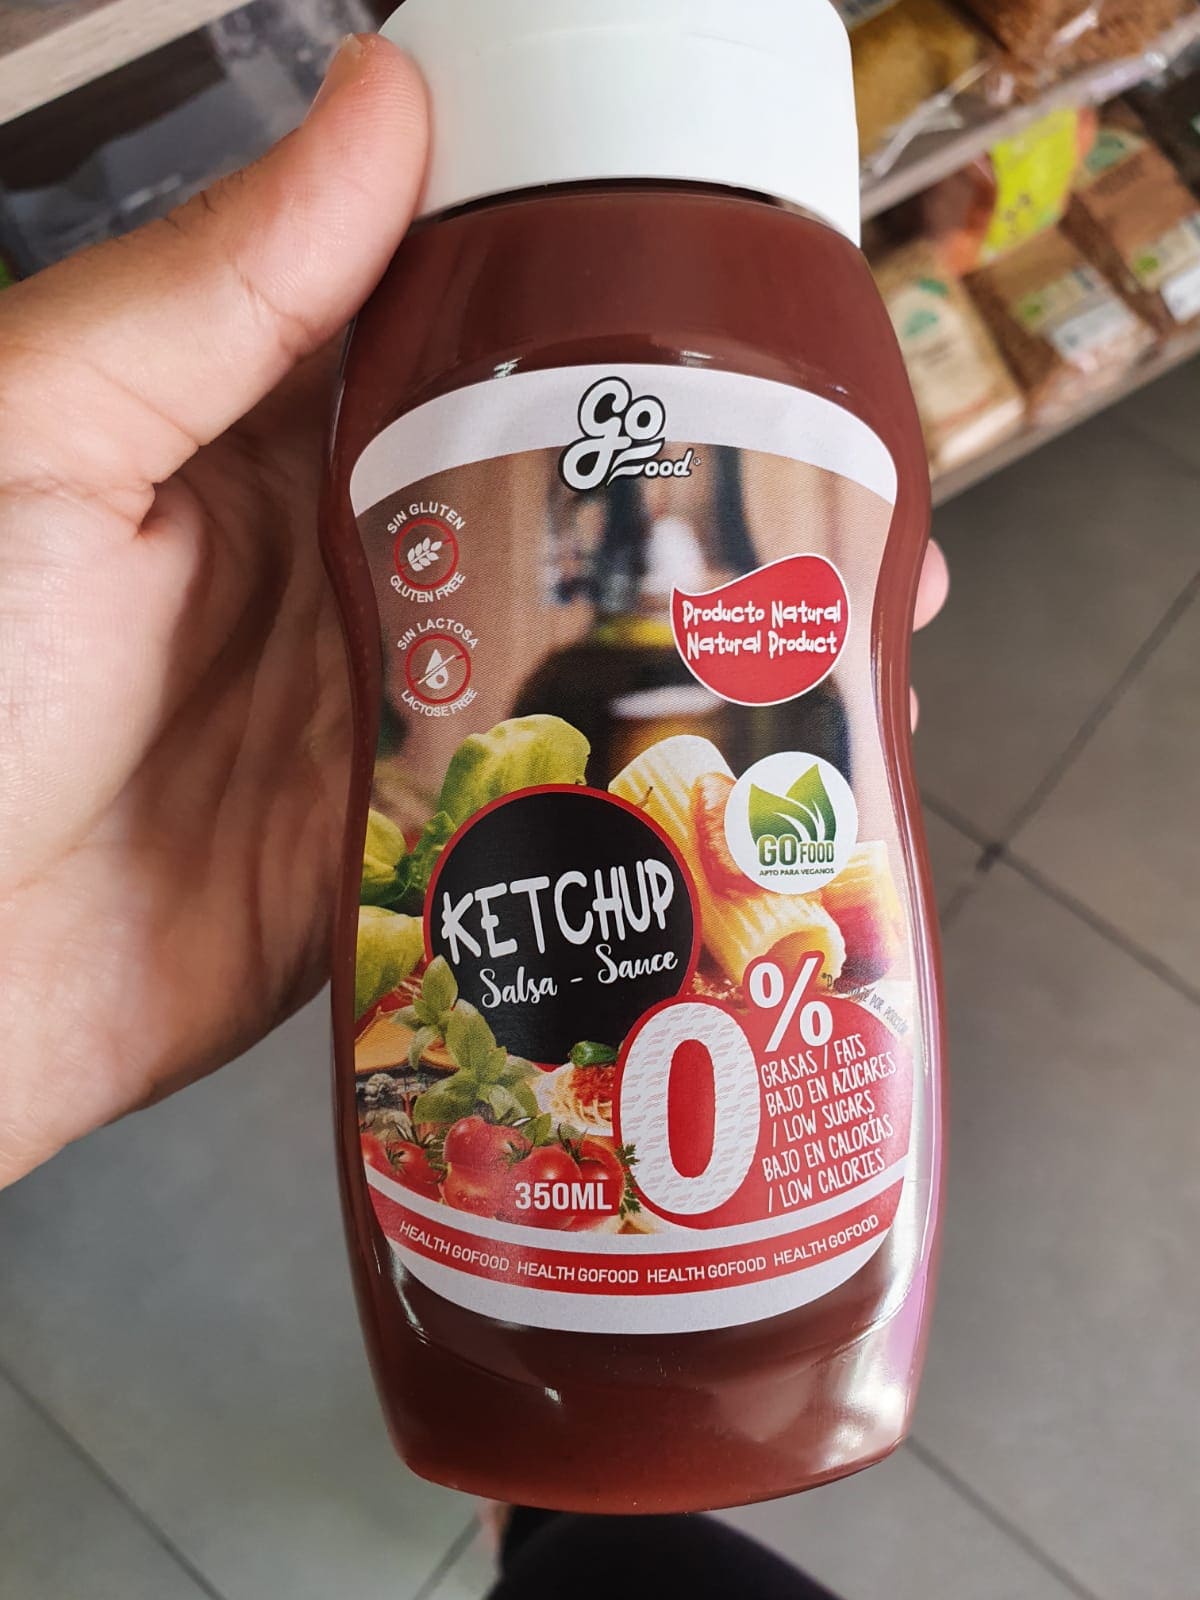 Go
Food
SIN GLUTEN
GLUTEN FREE
SIN LACTOSA
LACTOSE FREE
Producto Natural
Natural Product
GO FOOD
APTO PARA VEGANOS
KETCHUP
Salsa - Sauce
0%
POR PORCIÓN
GRASAS / FATS
BAJO EN AZÚCARES
/ LOW SUGARS
BAJO EN CALORÍAS
/ LOW CALORIES
350ML
HEALTH GOFOOD HEALTH GOFOOD HEALTH GOFOOD HEALTH GOFOOD